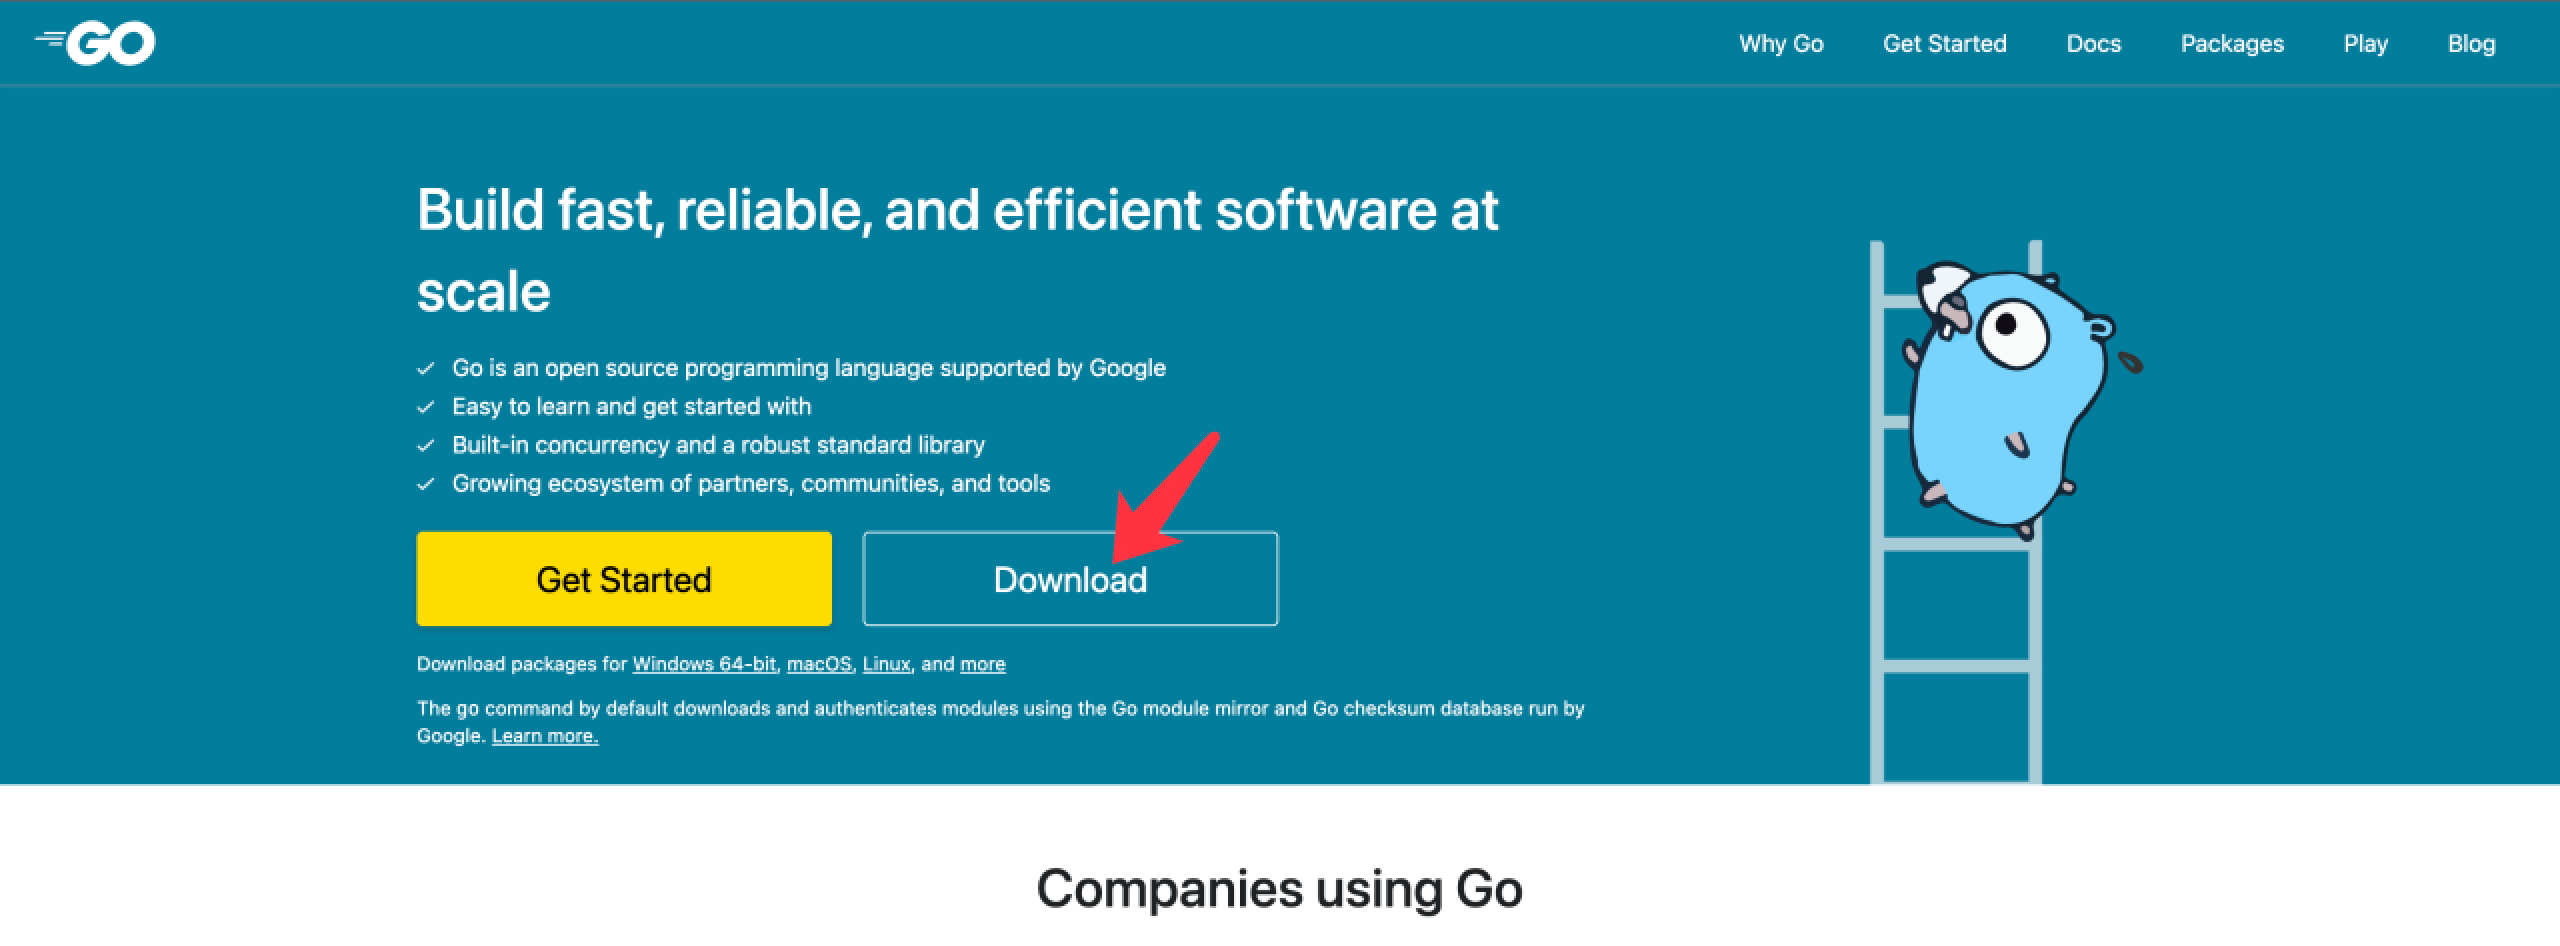 GO
Why Go Get Started Docs Packages Play Blog
Build fast, reliable, and efficient software at
scale
Go is an open source programming language supported by Google
Easy to learn and get started with
Built-in concurrency and a robust standard library
Growing ecosystem of partners, communities, and tools
Get Started Download
Download packages for Windows 64-bit, macOS, Linux, and more
The go command by default downloads and authenticates modules using the Go module mirror and Go checksum database run by
Google. Learn more.
Companies using Go